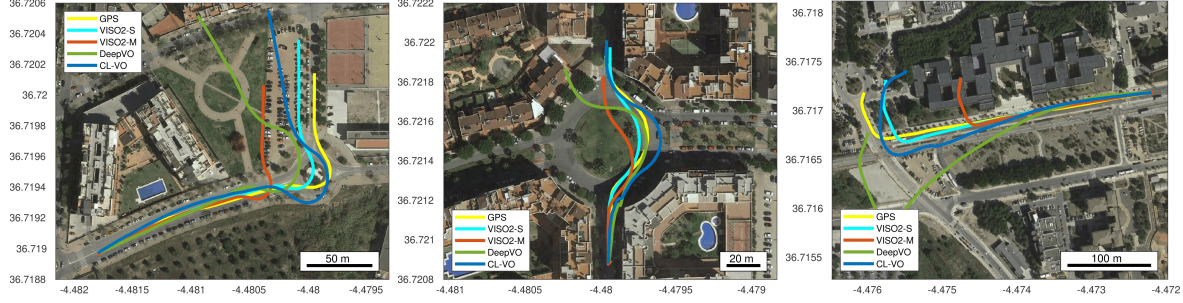 36.7206
36.7204
36.7202
36.72
36.7198
36.7196
36.7194
36.7192
36.719
36.7188
GPS
VISO2-S
VISO2-M
DeepVO
CL-VO
50 m
-4.482
-4.4815
-4.481
-4.4805
-4.48
-4.4795
36.7222
36.722
36.7218
36.7216
36.7214
36.7212
36.721
36.7208
GPS
VISO2-S
VISO2-M
DeepVO
CL-VO
20 m
-4.481
-4.4805
-4.48
-4.4795
-4.479
36.718
36.7175
36.717
36.7165
36.716
36.7155
GPS
VISO2-S
VISO2-M
DeepVO
CL-VO
100 m
-4.476
-4.475
-4.474
-4.473
-4.472